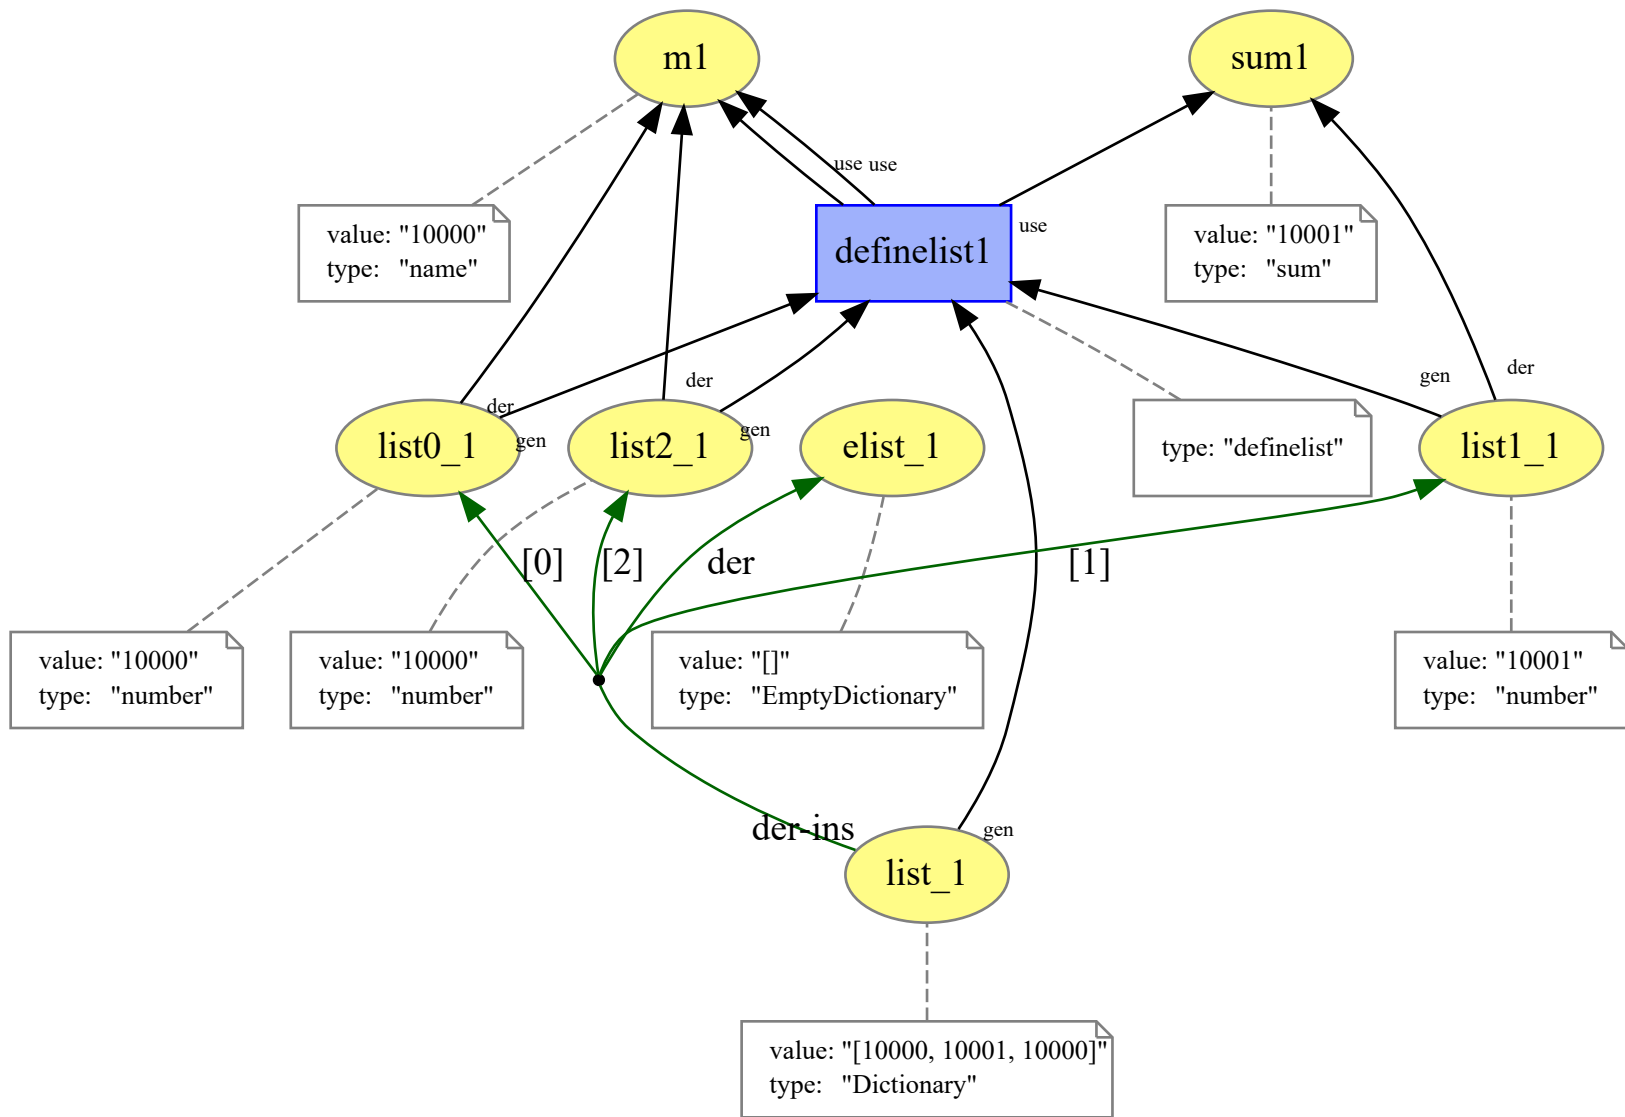 m1
sum1
use use
use
value: "10000"
type: "name"
definelist1
value: "10001"
type: "sum"
der
gen
der
der
gen
gen
list0_1
list2_1
elist_1
type: "definelist"
list1_1
[0]
[2]
der
[1]
value: "10000"
type: "number"
value: "10000"
type: "number"
value: "[]"
type: "EmptyDictionary"
value: "10001"
type: "number"
der-ins
gen
list_1
value: "[10000, 10001, 10000]"
type: "Dictionary"